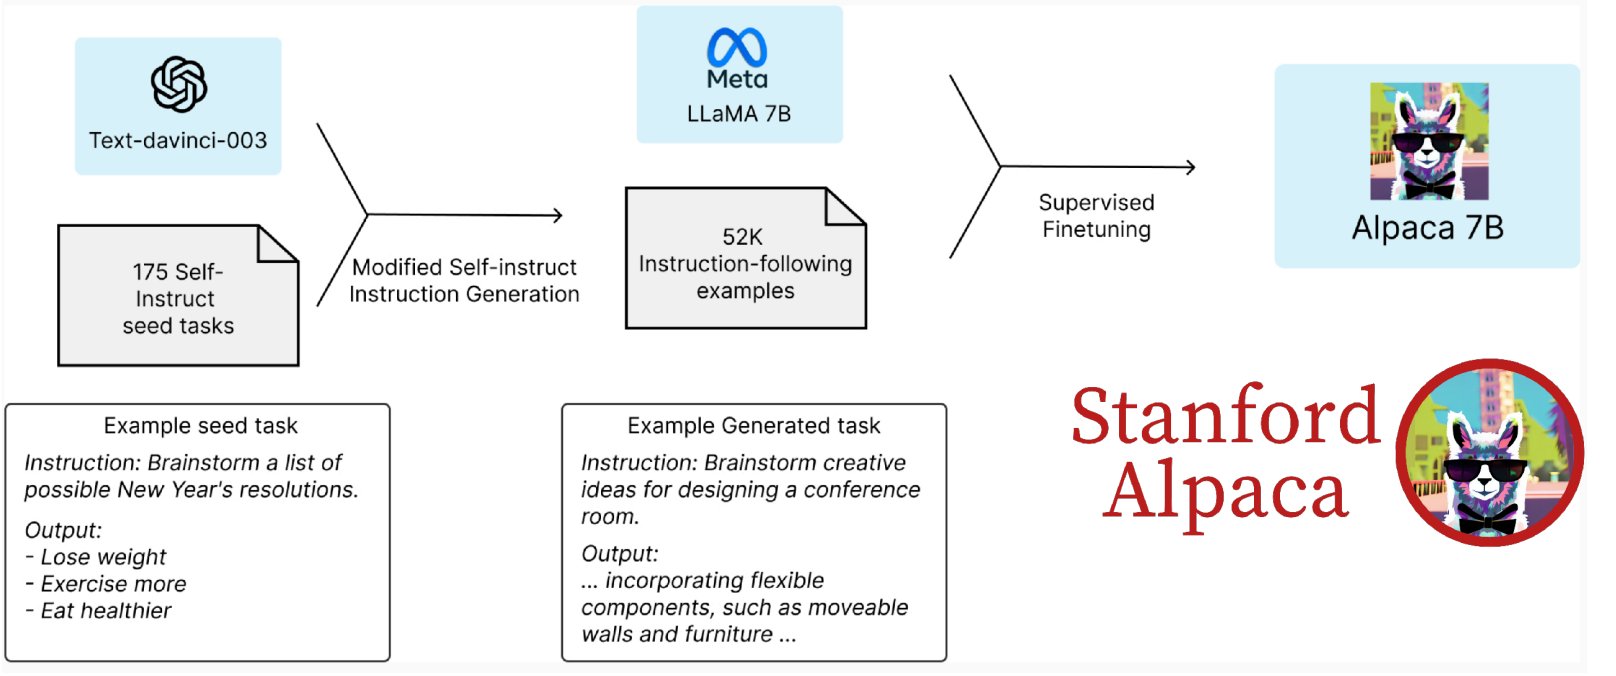 Text-davinci-003
175 Self-
Instruct
seed tasks
Modified Self-instruct
Instruction Generation
Meta
LLaMA 7B
52K
Instruction-following
examples
Supervised
Finetuning
Alpaca 7B
Example seed task
Instruction: Brainstorm a list of
possible New Year's resolutions.
Output:
- Lose weight
- Exercise more
- Eat healthier
Example Generated task
Instruction: Brainstorm creative
ideas for designing a conference
room.
Output:
... incorporating flexible
components, such as moveable
walls and furniture ...
Stanford
Alpaca